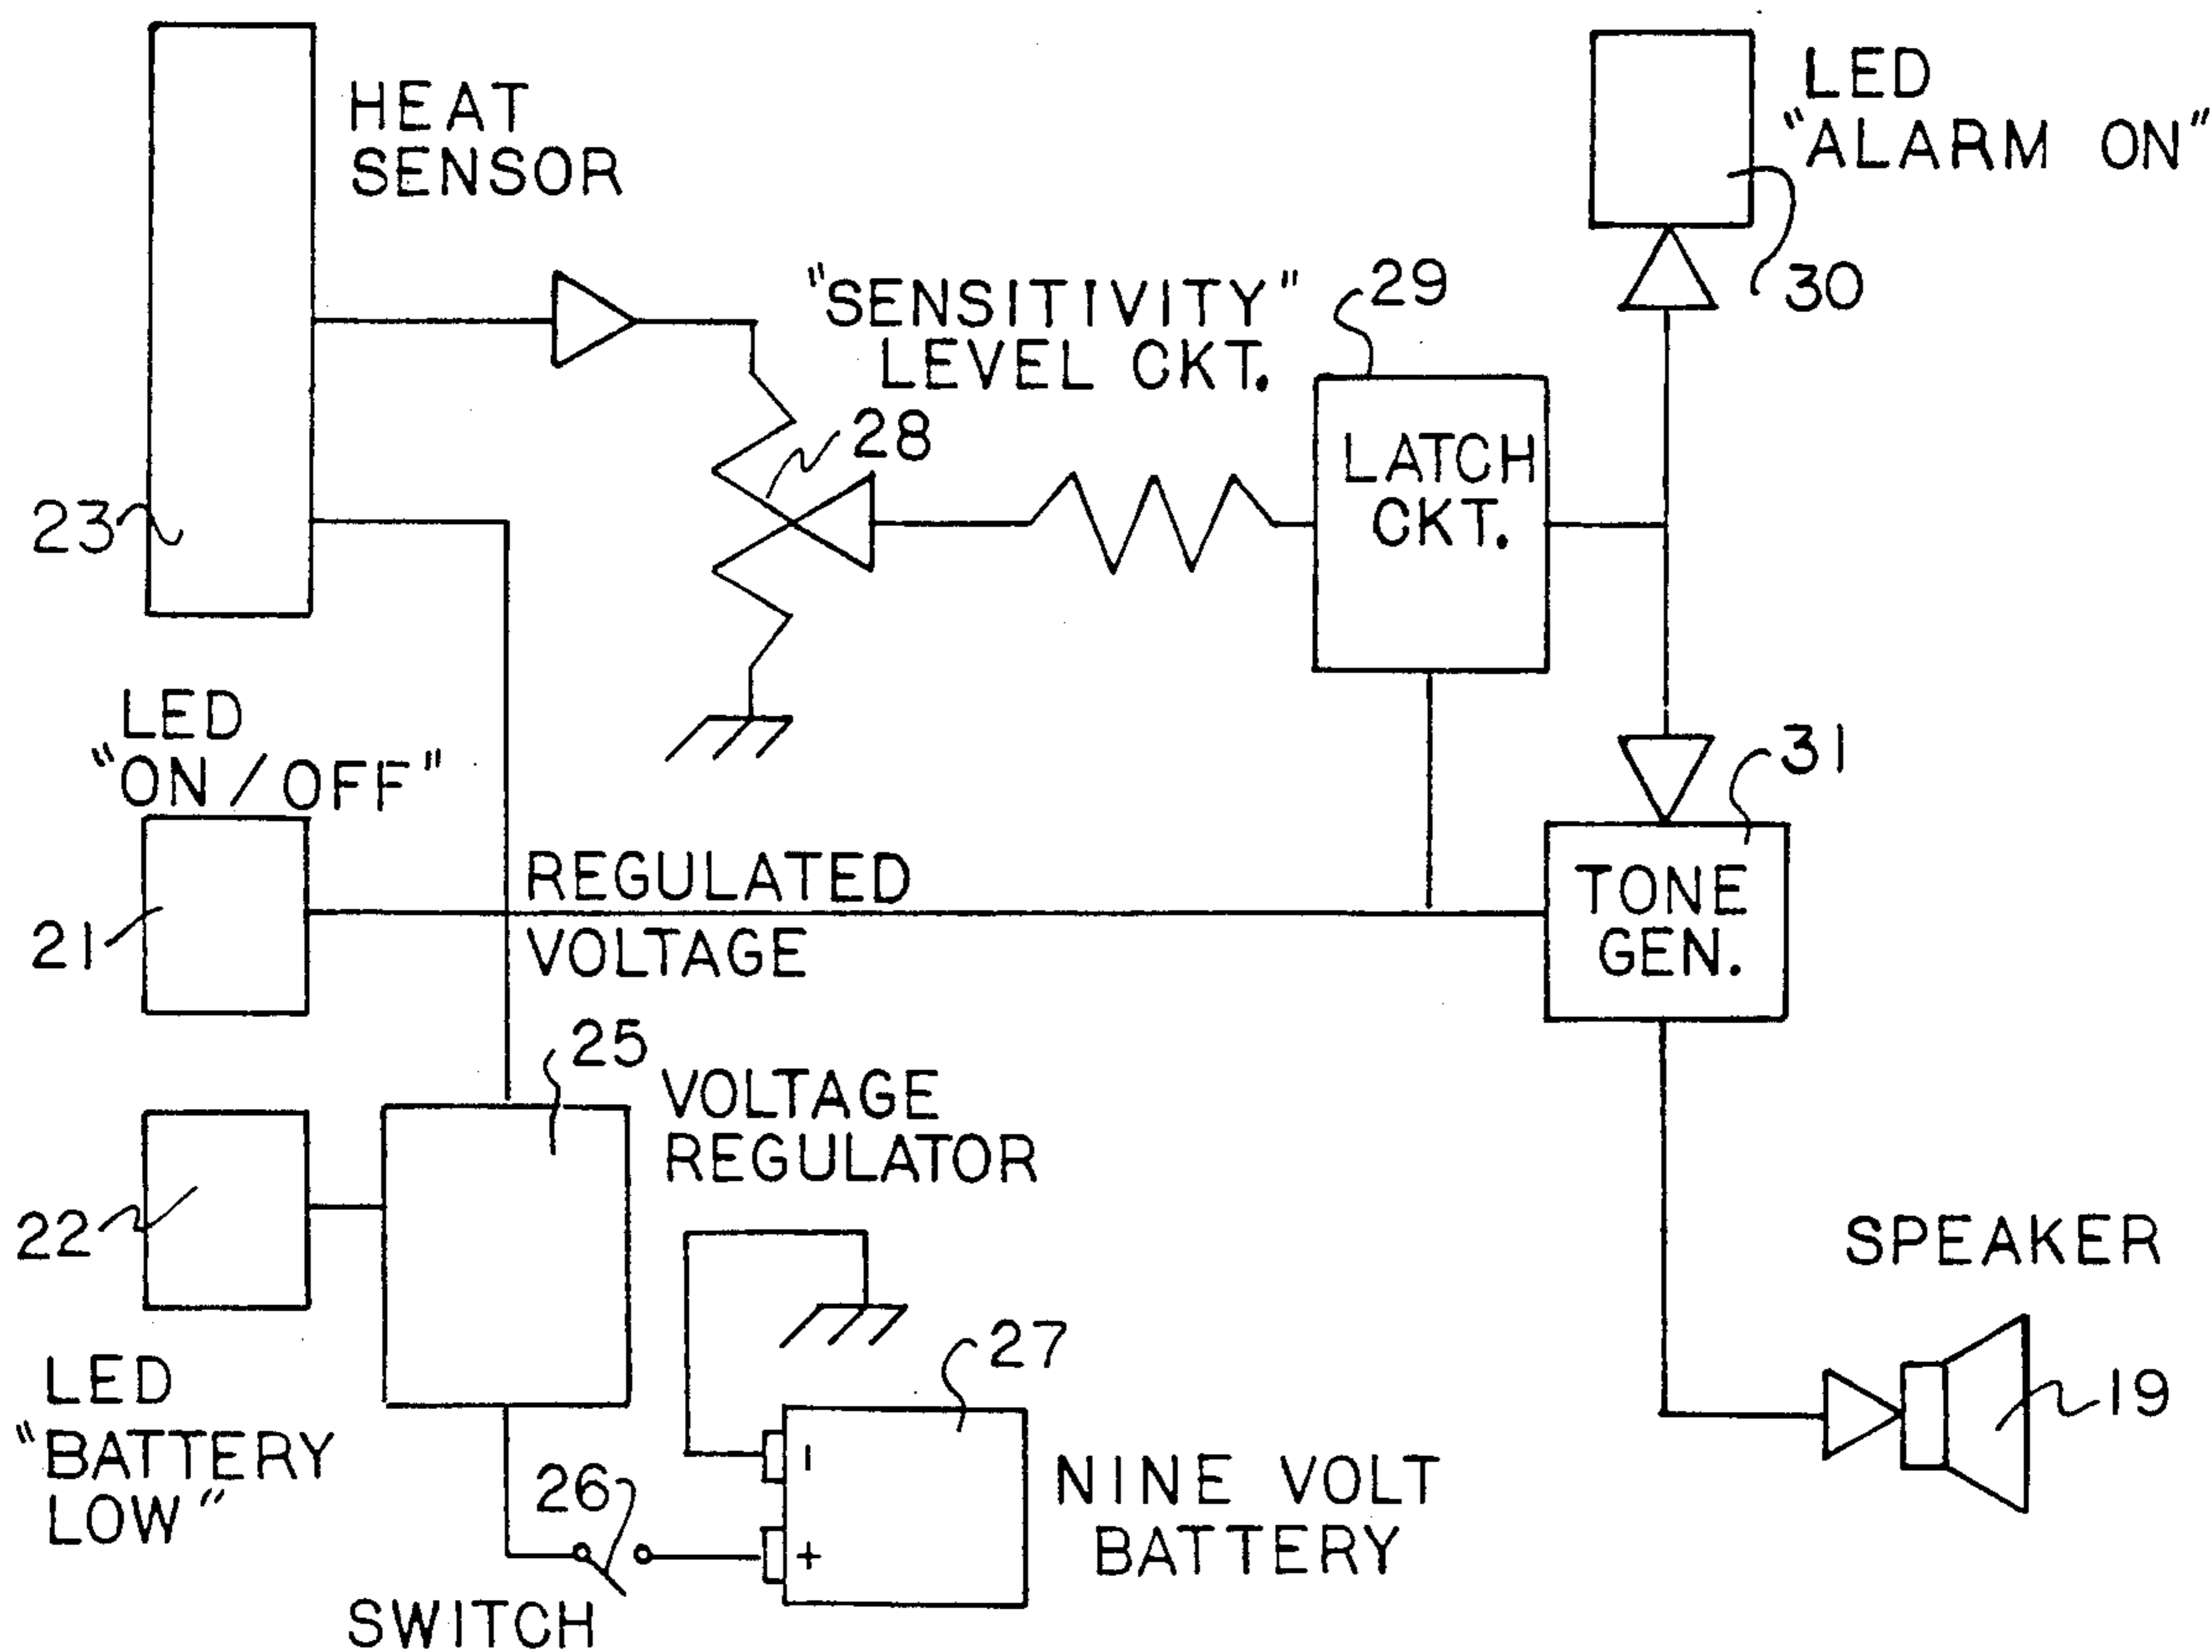 HEAT
SENSOR
23
LED
"ALARM ON"
30
"SENSITIVITY"
LEVEL CKT.
28
29
LATCH
CKT.
LED
"ON/OFF"
21
REGULATED
VOLTAGE
31
TONE
GEN.
25
VOLTAGE
REGULATOR
22
LED
"BATTERY
LOW"
27
-
+
NINE VOLT
BATTERY
26
SWITCH
SPEAKER
19